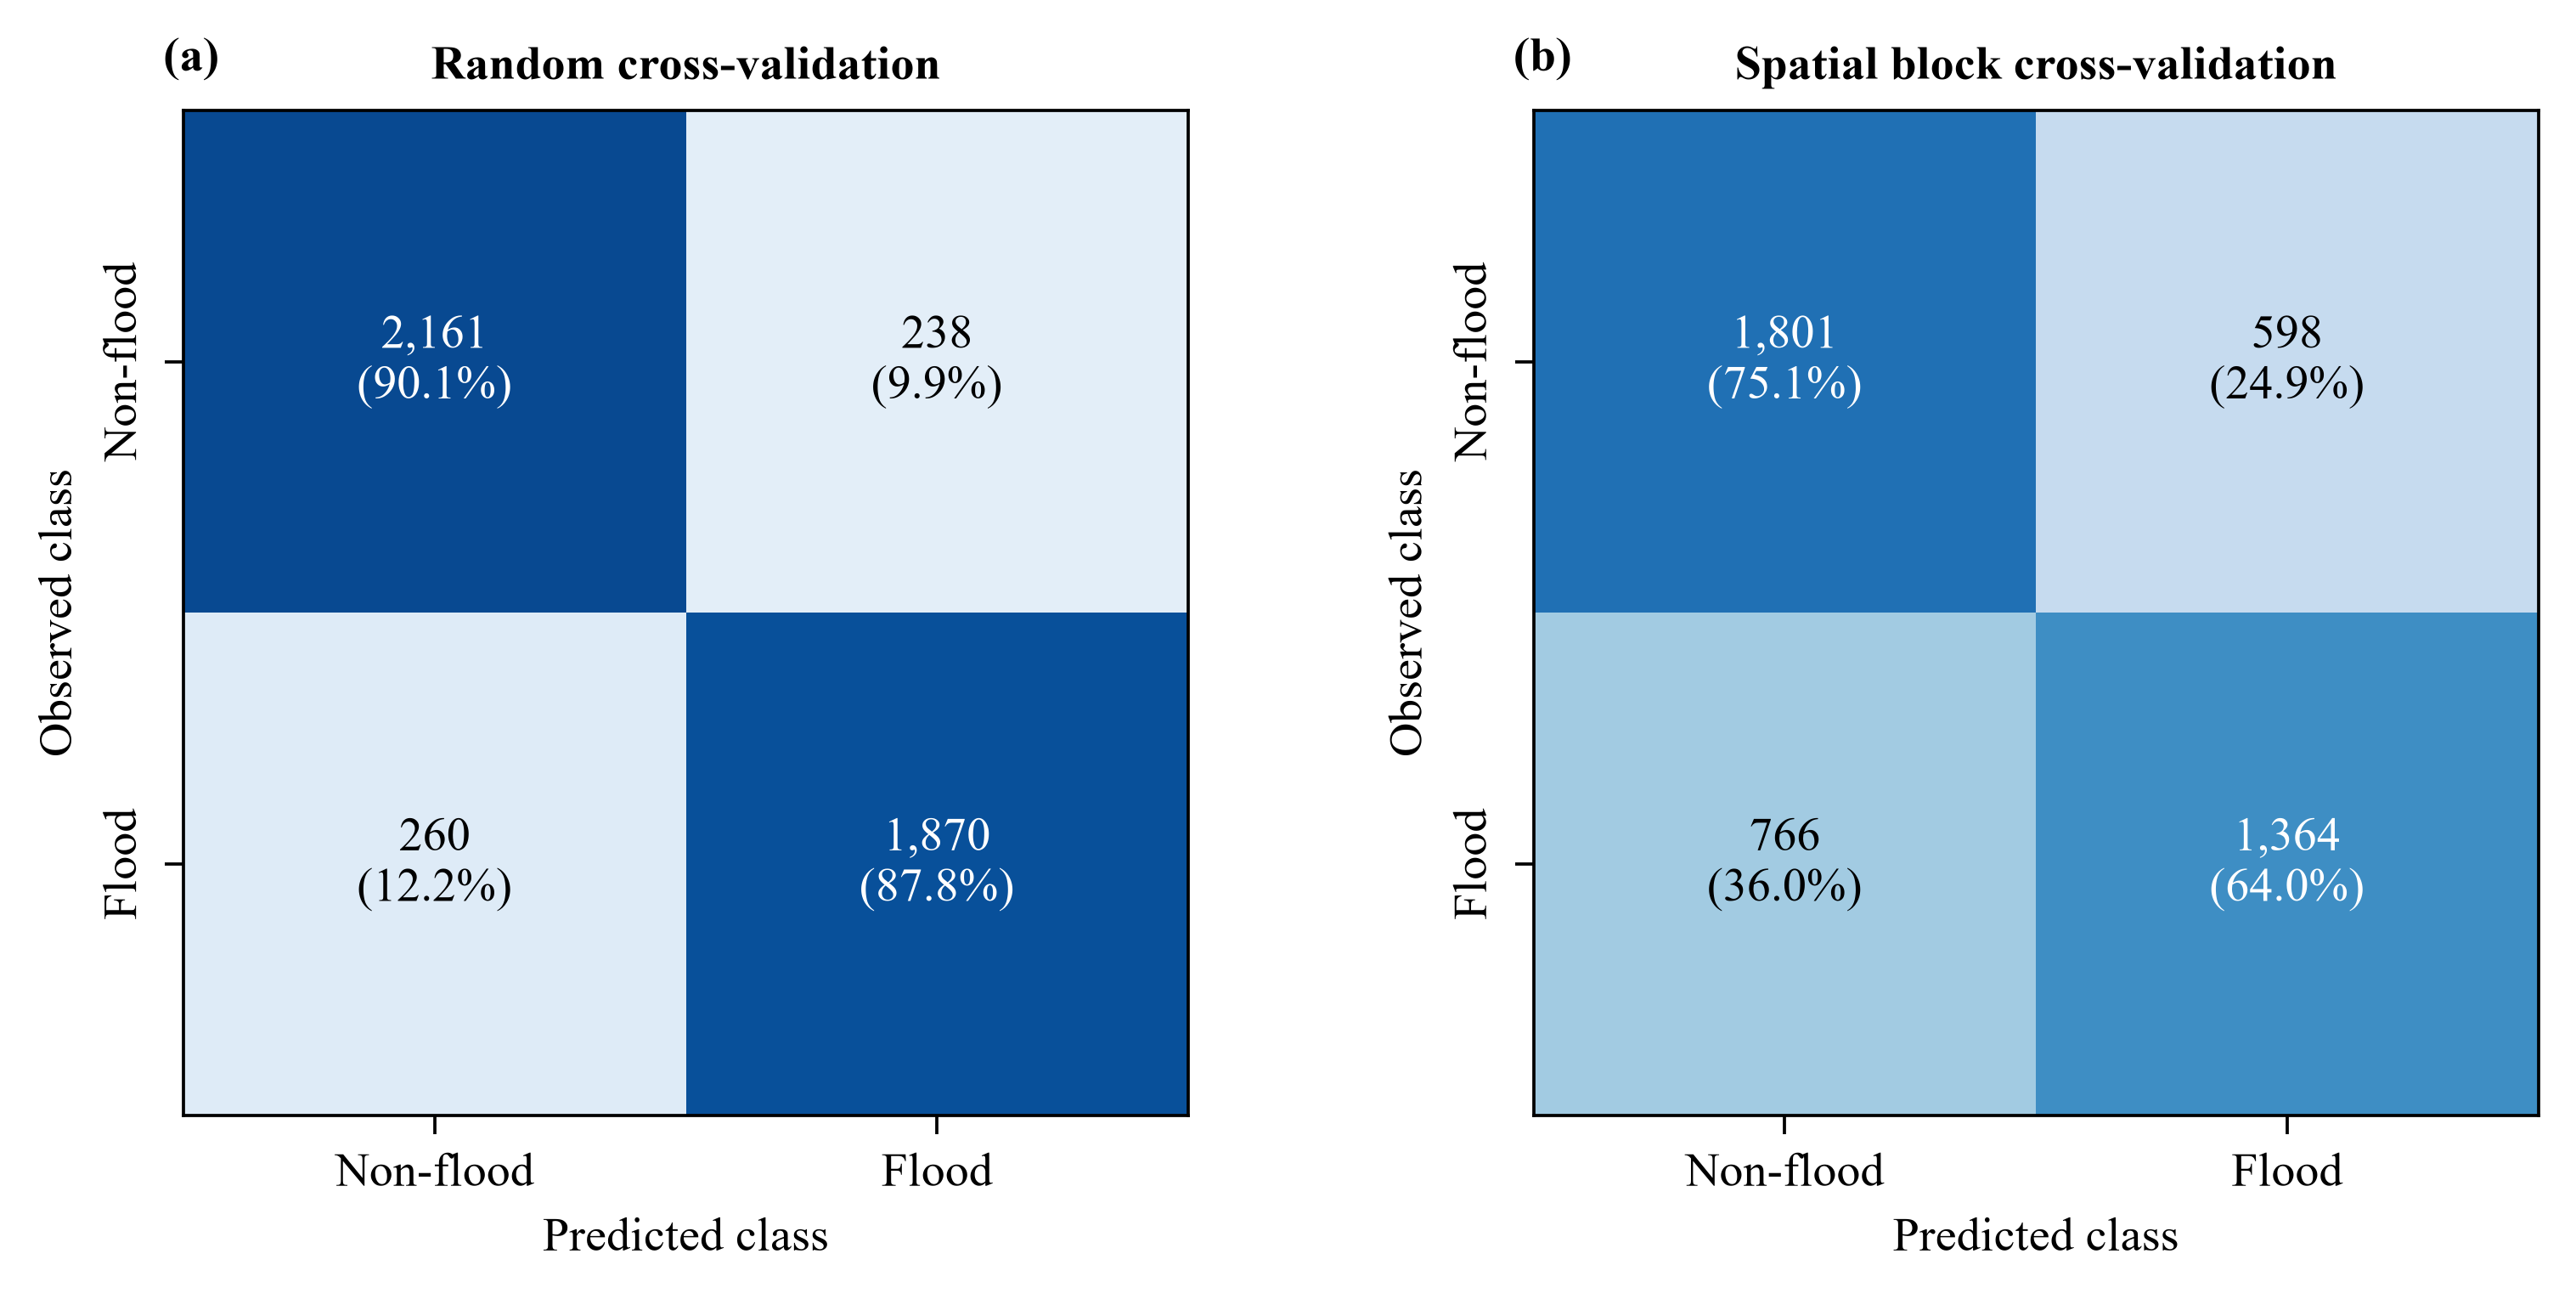 (a)
Random cross-validation
Observed class
Non-flood
2,161
(90.1%)
238
(9.9%)
Flood
260
(12.2%)
1,870
(87.8%)
Non-flood
Flood
Predicted class
(b)
Spatial block cross-validation
Observed class
Non-flood
1,801
(75.1%)
598
(24.9%)
Flood
766
(36.0%)
1,364
(64.0%)
Non-flood
Flood
Predicted class